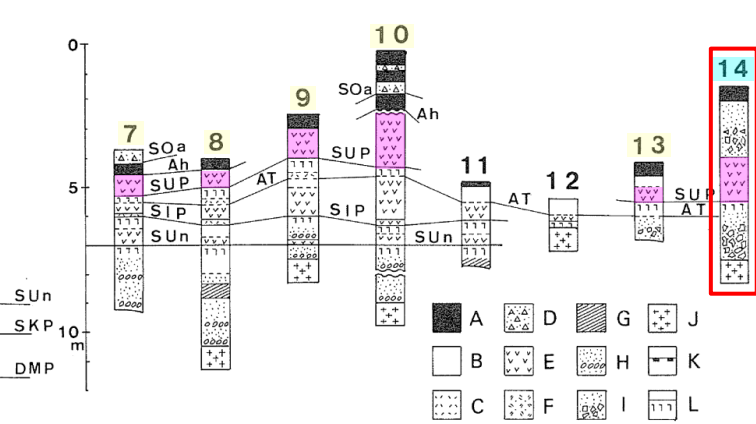 10
0
14
SOa
9
7
SOa
8
Ah
13
Ah
SUP
11
SUP
AT
12
5
AT
SUP
SIP
SIP
AT
SUn
SUn
SUn
A
D
G
J
SKP
10
m
B
E
H
K
DMP
C
F
I
L